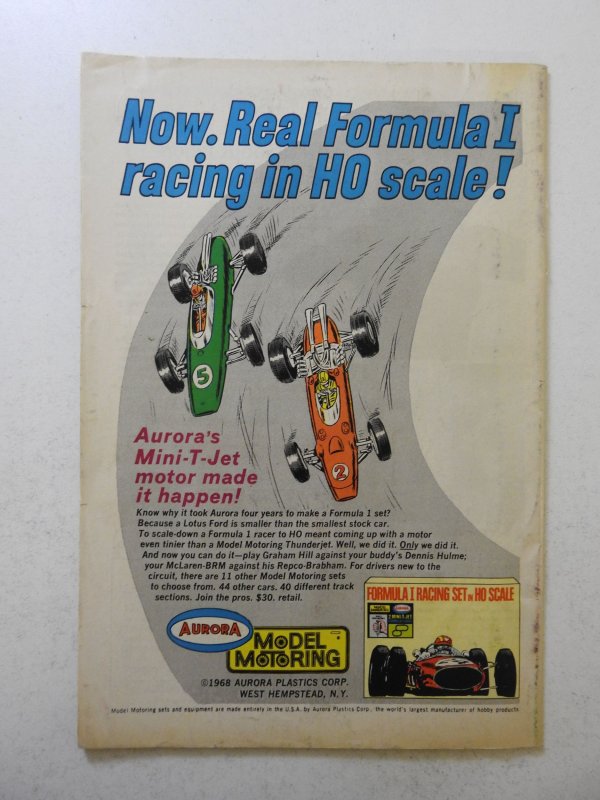 Now. Real Formula I
racing in HO scale!
5
2
Aurora's
Mini-T-Jet
motor made
it happen!
Know why it took Aurora four years to make a Formula 1 set?
Because a Lotus Ford is smaller than the smallest stock car.
To scale-down a Formula 1 racer to HO meant coming up with a motor
even tinier than a Model Motoring Thunderjet. Well, we did it. Only we did it.
And now you can do it—play Graham Hill against your buddy's Dennis Hulme;
your McLaren-BRM against his Repco-Brabham. For drivers new to the
circuit, there are 11 other Model Motoring sets
to choose from. 44 other cars. 40 different track
sections. Join the pros. $30. retail.
AURORA
MODEL
MOTORING
©1968 AURORA PLASTICS CORP.
WEST HEMPSTEAD, N.Y.
FORMULA I RACING SET IN HO SCALE
Model Motoring sets and equipment are made entirely in the U.S.A. by Aurora Plastics Corp., the world's largest manufacturer of hobby products